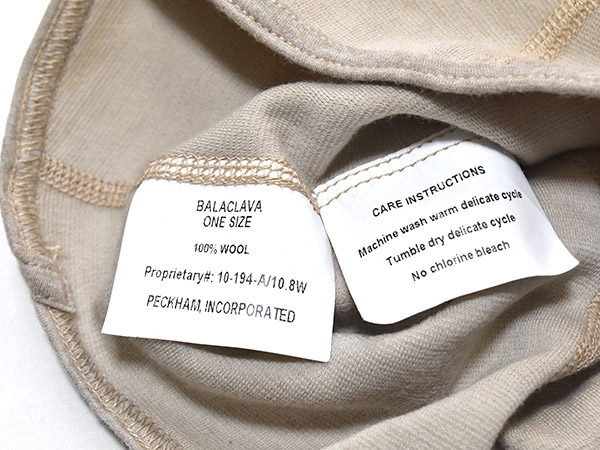 BALACLAVA
ONE SIZE
100% WOOL
Proprietary#: 10-194-A/10.8W
PECKHAM, INCORPORATED
CARE INSTRUCTIONS
Machine wash warm delicate cycle
Tumble dry delicate cycle
No chlorine bleach